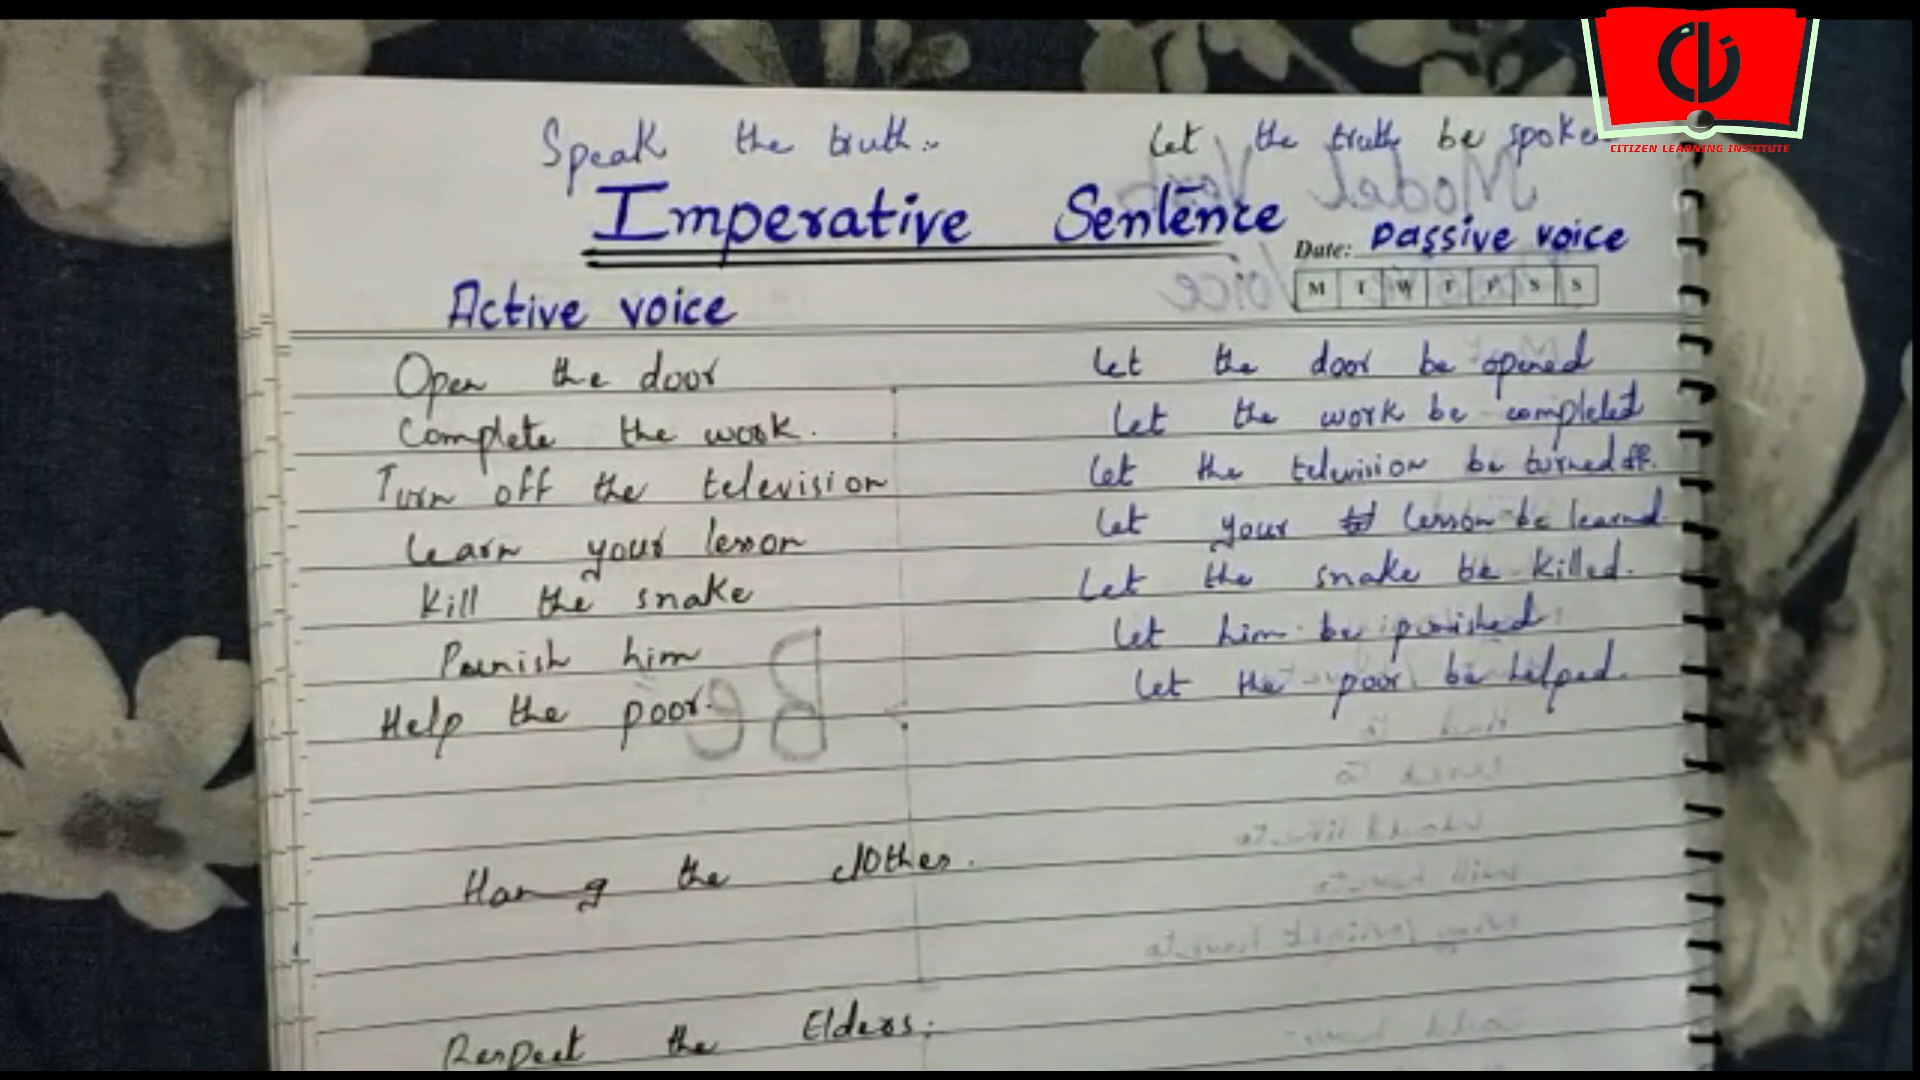 Speak the truth. Let the truth be spoken
CITIZEN LEARNING INSTITUTE
Imperative Sentence
Date: Passive voice
M T W T F S S
Active voice
Open the door Let the door be opened
Complete the work. Let the work be completed
Turn off the television Let the television be turned off.
Learn your lesson Let your lesson be learned
Kill the snake Let the snake be killed.
Punish him Let him be punished
Help the poor. Let the poor be helped.
Hang the clothes.
Respect the Elders.